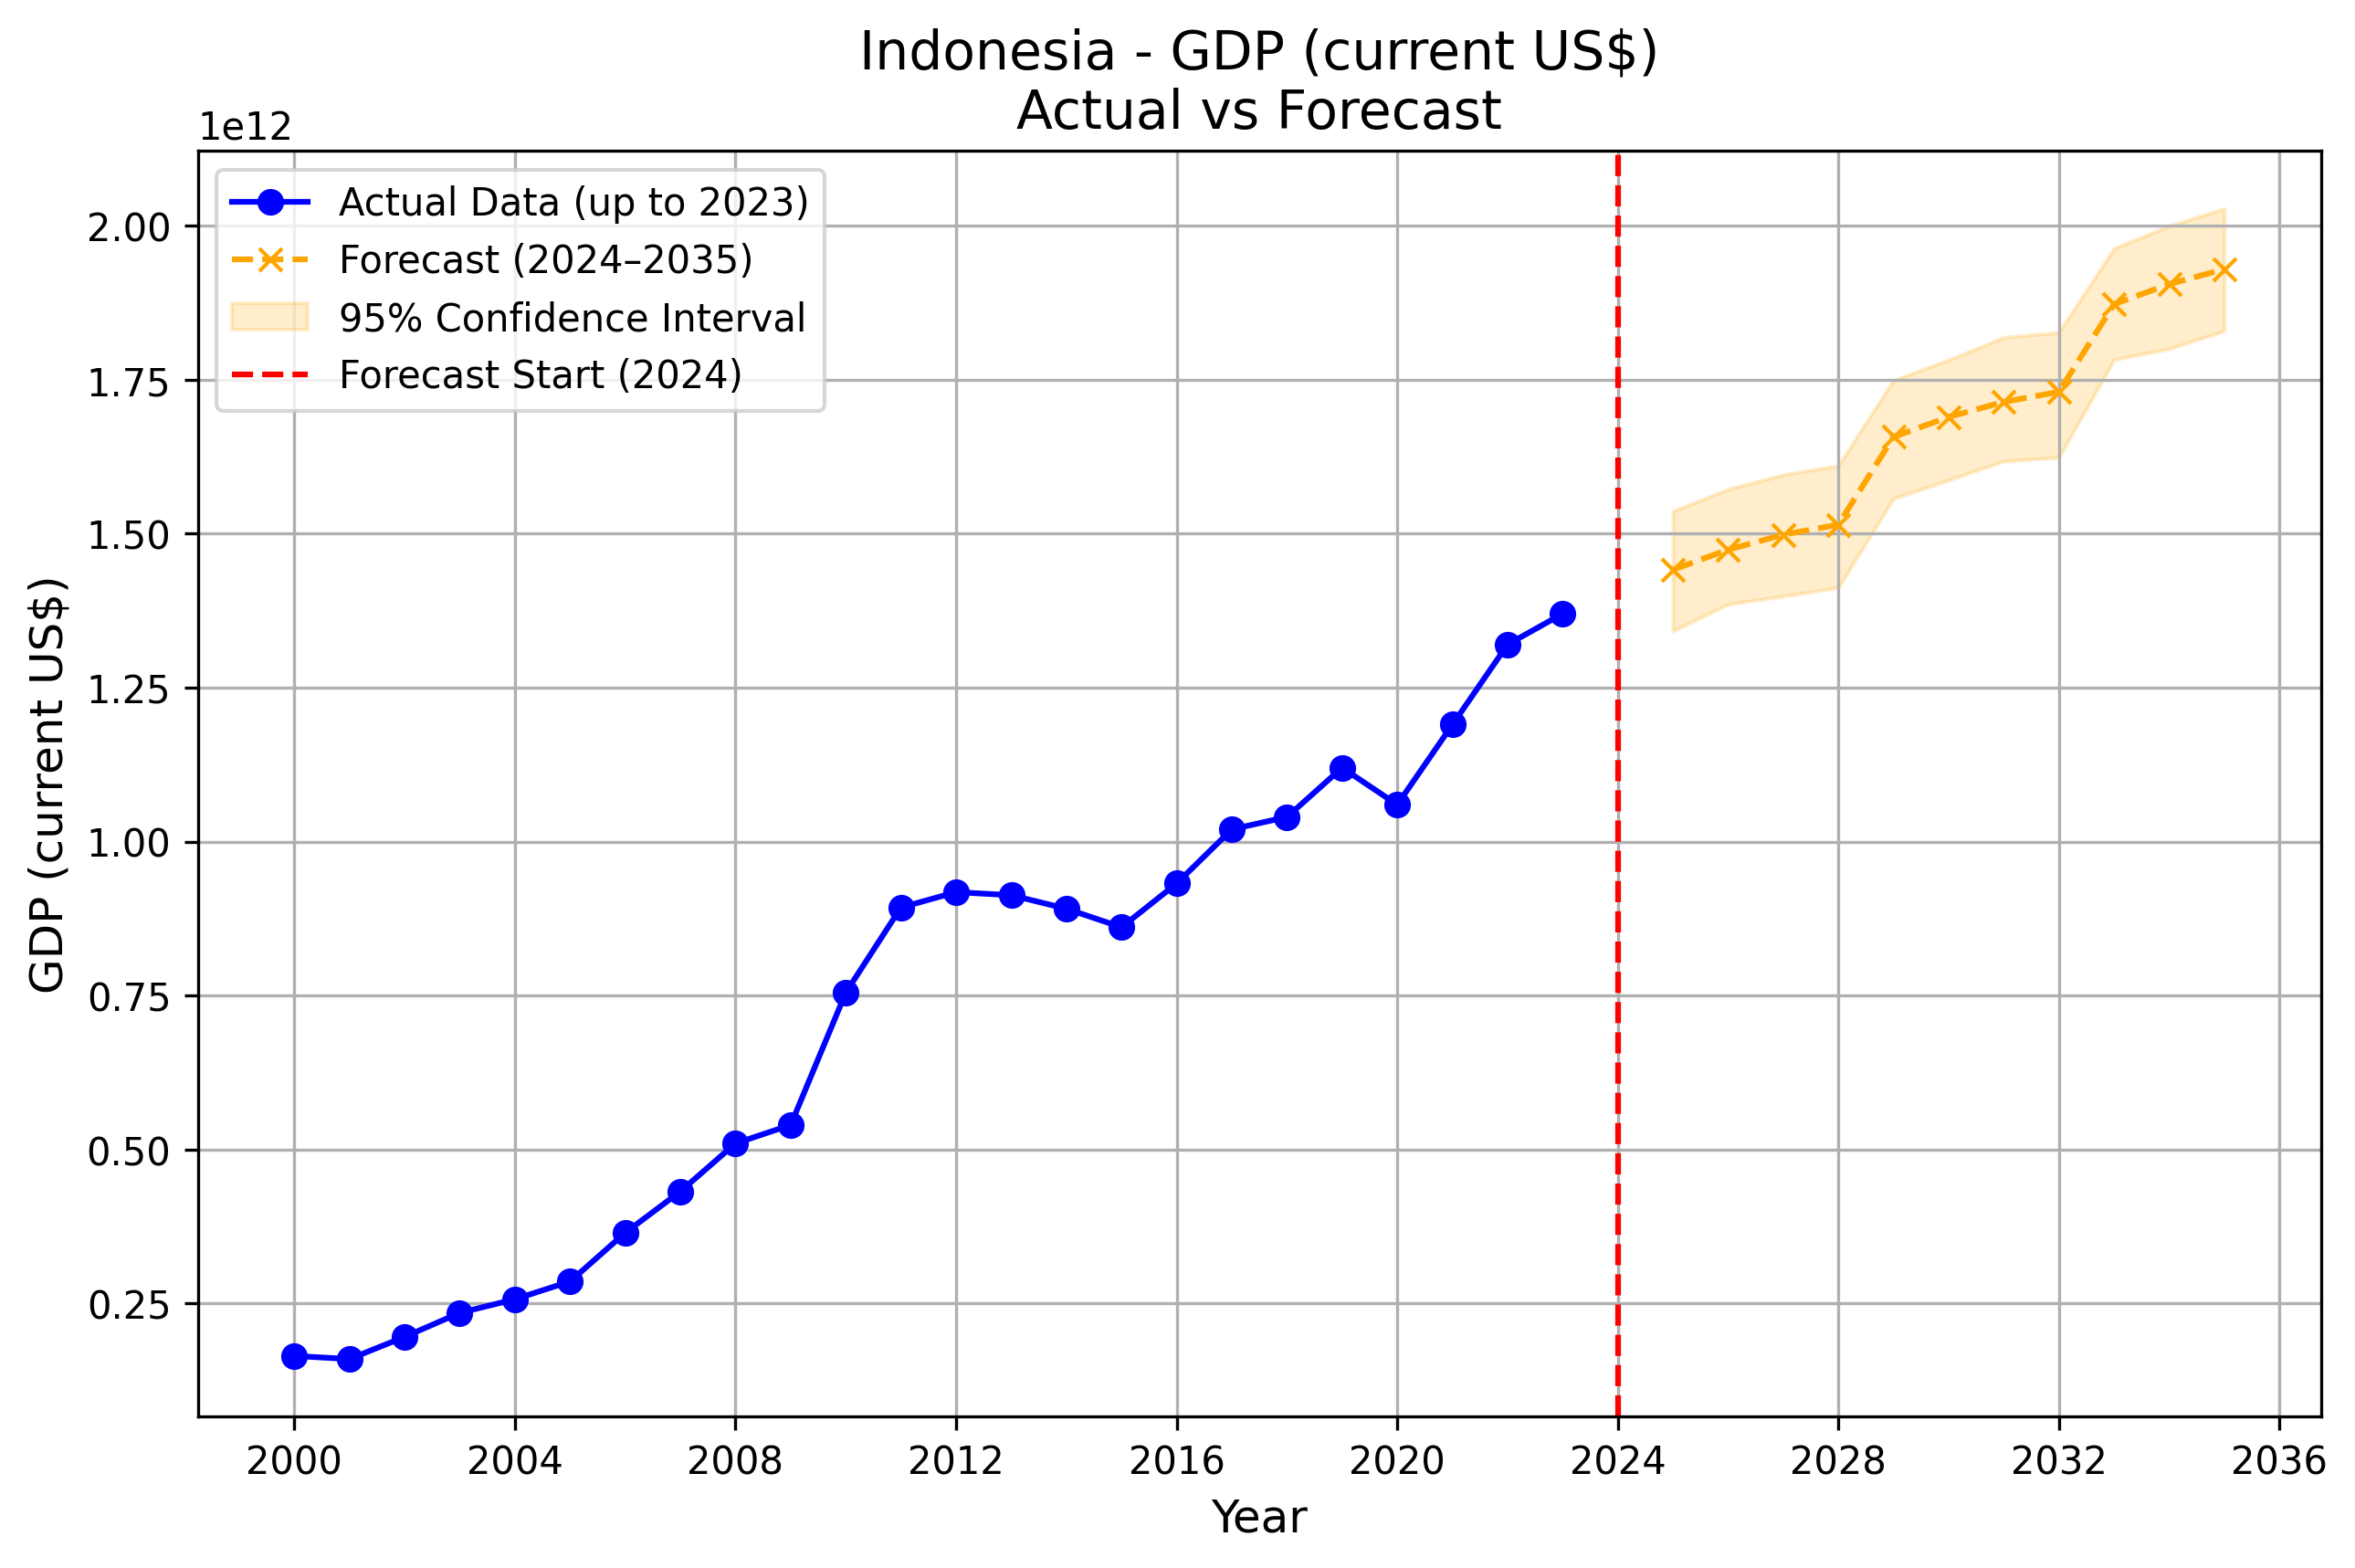 Indonesia - GDP (current US$)
Actual vs Forecast
1e12
Actual Data (up to 2023)
Forecast (2024–2035)
95% Confidence Interval
Forecast Start (2024)
2.00
1.75
1.50
1.25
1.00
0.75
0.50
0.25
GDP (current US$)
2000 2004 2008 2012 2016 2020 2024 2028 2032 2036
Year